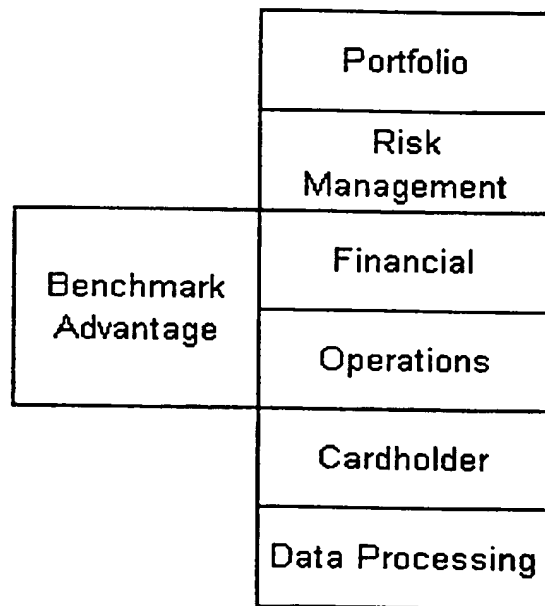 Portfolio
Risk
Management
Benchmark
Advantage
Financial
Operations
Cardholder
Data Processing